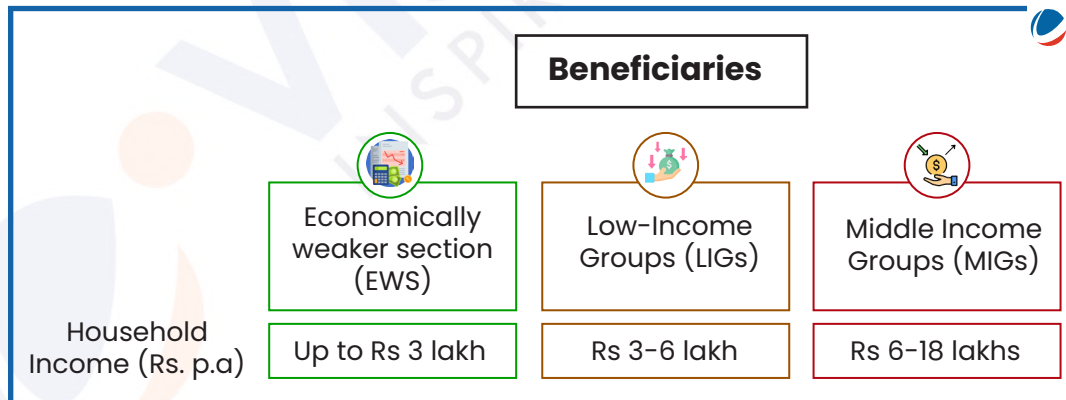 Beneficiaries
Economically
weaker section
(EWS)
Low-Income
Groups (LIGs)
Middle Income
Groups (MIGs)
Household
Income (Rs. p.a)
Up to Rs 3 lakh
Rs 3-6 lakh
Rs 6-18 lakhs
INSPI